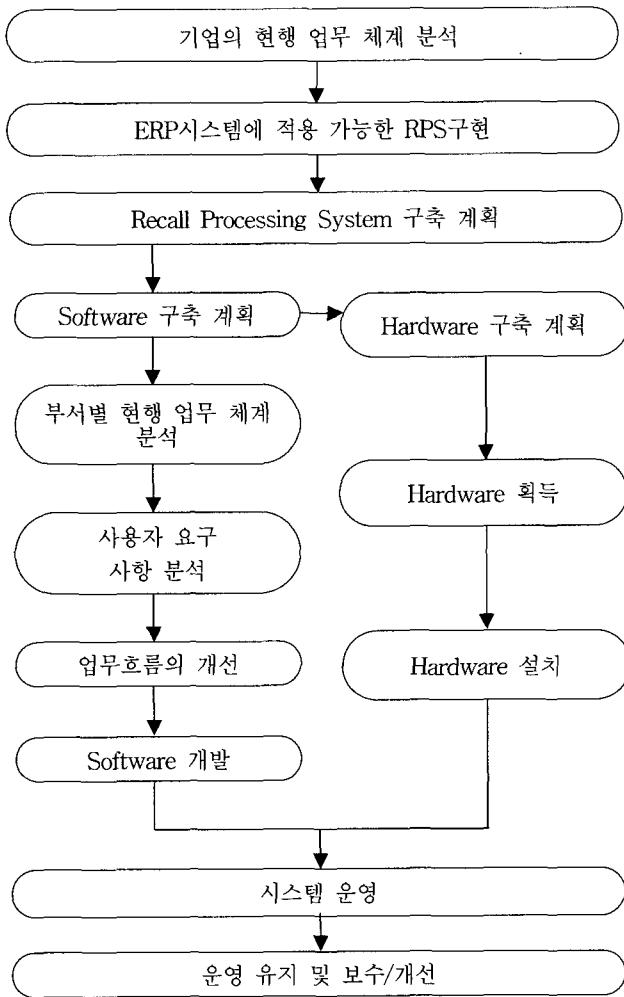 기업의 현행 업무 체계 분석
ERP시스템에 적용 가능한 RPS구현
Recall Processing System 구축 계획
Software 구축 계획
Hardware 구축 계획
부서별 현행 업무 체계
분석
Hardware 획득
사용자 요구
사항 분석
업무흐름의 개선
Hardware 설치
Software 개발
시스템 운영
운영 유지 및 보수/개선